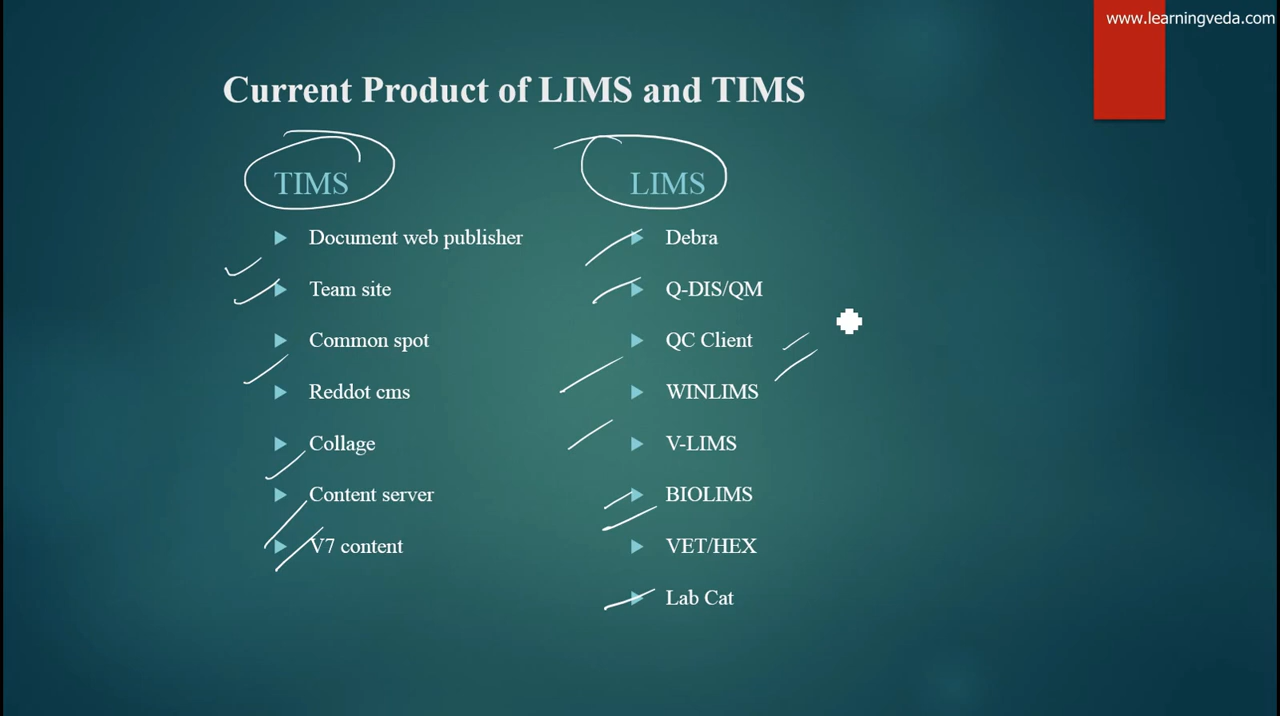 www.learningveda.com
Current Product of LIMS and TIMS
TIMS
Document web publisher
Team site
Common spot
Reddot cms
Collage
Content server
V7 content
LIMS
Debra
Q-DIS/QM
QC Client
WINLIMS
V-LIMS
BIOLIMS
VET/HEX
Lab Cat